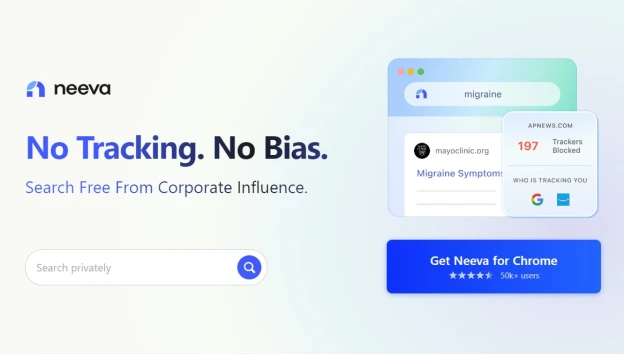 neeva
No Tracking. No Bias.
Search Free From Corporate Influence.
Search privately
migraine
mayoclinic.org
Migraine Symptoms
APNEWS.COM
197 Trackers
Blocked
WHO IS TRACKING YOU
Get Neeva for Chrome
50k+ users